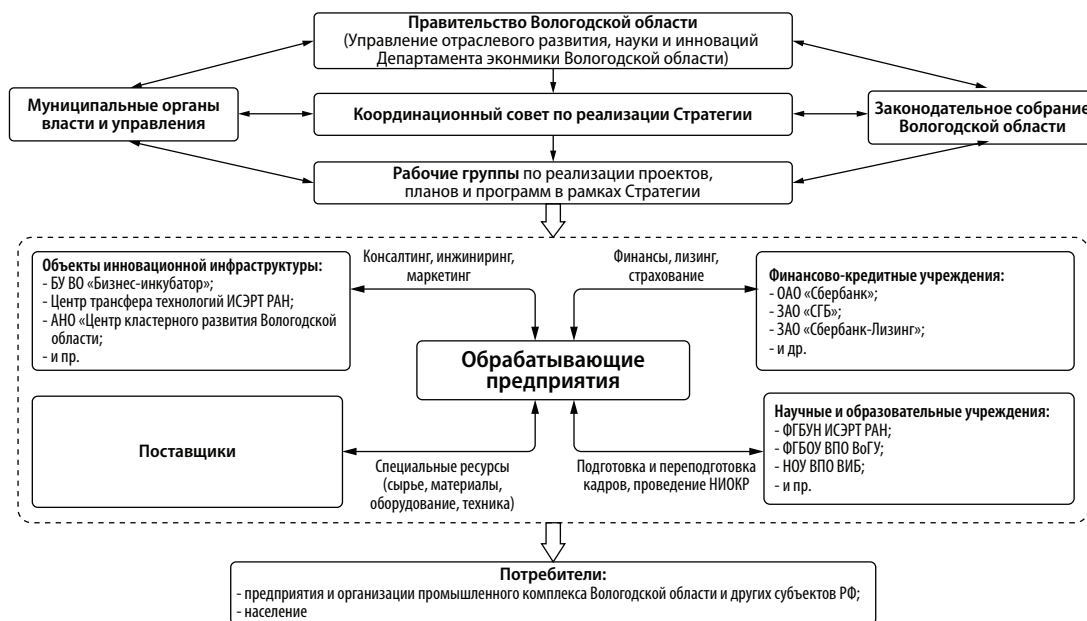 Правительство Вологодской области
(Управление отраслевого развития, науки и инноваций
Департамента экономики Вологодской области)
Муниципальные органы
власти и управления
Координационный совет по реализации Стратегии
Законодательное собрание
Вологодской области
Рабочие группы по реализации проектов,
планов и программ в рамках Стратегии
Объекты инновационной инфраструктуры:
- БУ ВО «Бизнес-инкубатор»;
- Центр трансфера технологий ИСЭРТ РАН;
- АНО «Центр кластерного развития Вологодской
области;
- и пр.
Консалтинг, инжиниринг,
маркетинг
Финансы, лизинг,
страхование
Финансово-кредитные учреждения:
- ОАО «Сбербанк»;
- ЗАО «СГБ»;
- ЗАО «Сбербанк-Лизинг»;
- и др.
Обрабатывающие
предприятия
Поставщики
Специальные ресурсы
(сырье, материалы,
оборудование, техника)
Подготовка и переподготовка
кадров, проведение НИОКР
Научные и образовательные учреждения:
- ФГБУН ИСЭРТ РАН;
- ФГБОУ ВПО ВоГУ;
- НОУ ВПО ВИБ;
- и пр.
Потребители:
- предприятия и организации промышленного комплекса Вологодской области и других субъектов РФ;
- население